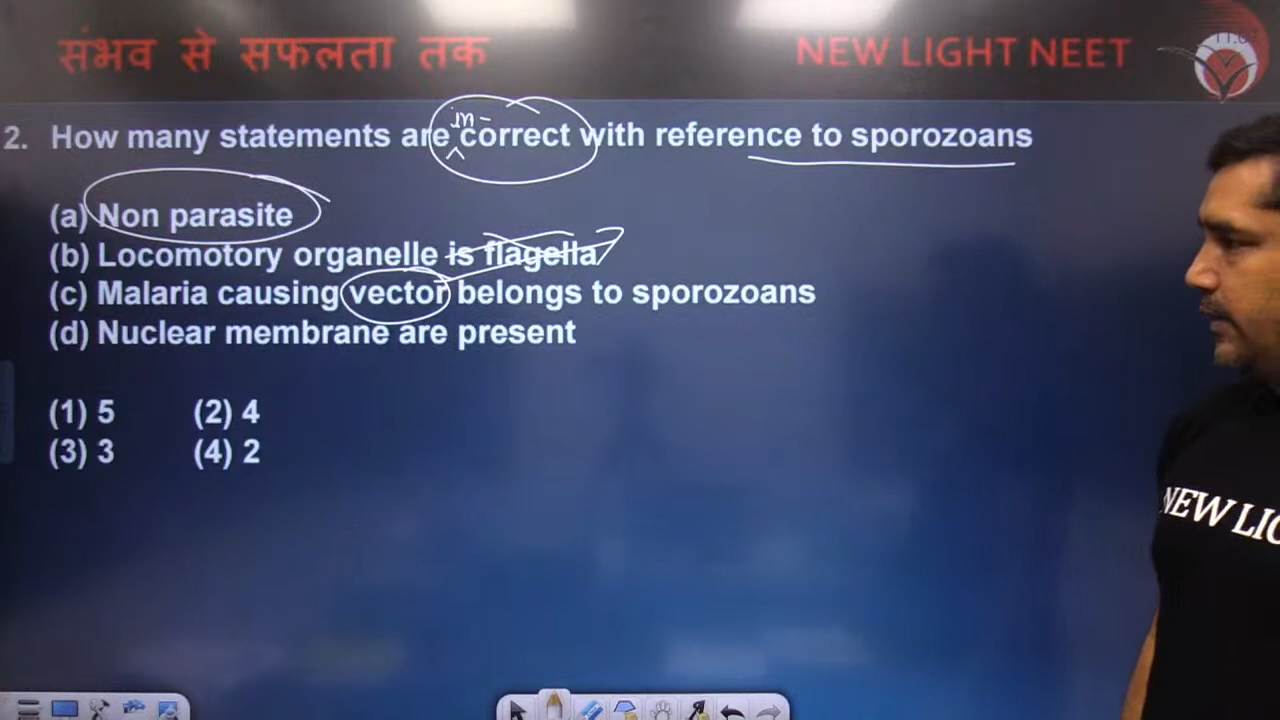 संभव से सफलता तक
NEW LIGHT NEET
2. How many statements are in-correct with reference to sporozoans
(a) Non parasite
(b) Locomotory organelle is flagella
(c) Malaria causing vector belongs to sporozoans
(d) Nuclear membrane are present
(1) 5 (2) 4
(3) 3 (4) 2
NEW LIG